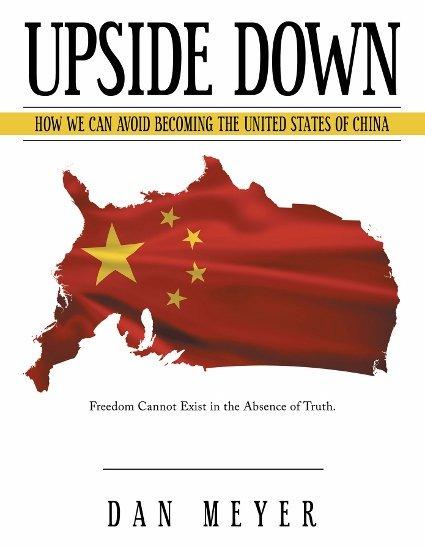 UPSIDE DOWN
HOW WE CAN AVOID BECOMING THE UNITED STATES OF CHINA
Freedom Cannot Exist in the Absence of Truth.
DAN MEYER